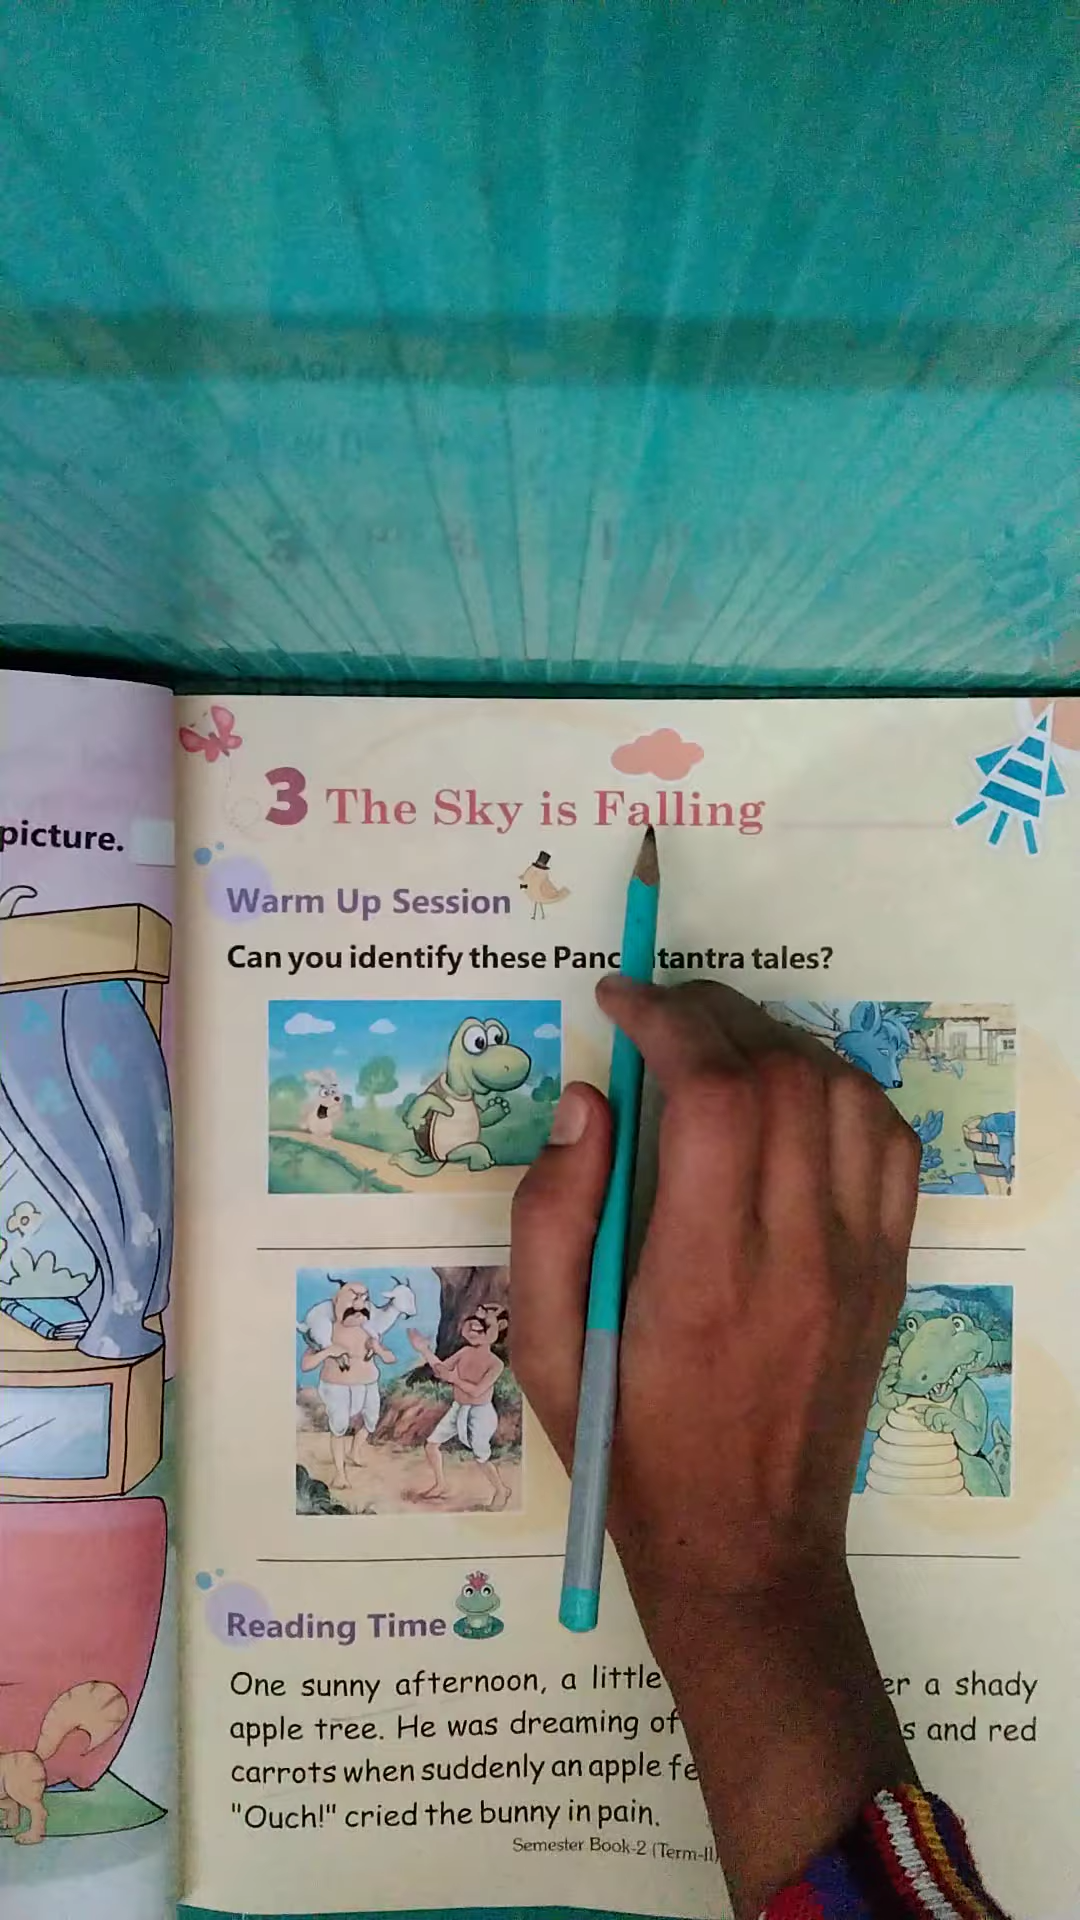 picture.
3 The Sky is Falling
Warm Up Session
Can you identify these Panc tantra tales?
Reading Time
One sunny afternoon, a little er a shady
apple tree. He was dreaming of s and red
carrots when suddenly an apple fe
"Ouch!" cried the bunny in pain.
Semester Book-2 (Term-II)